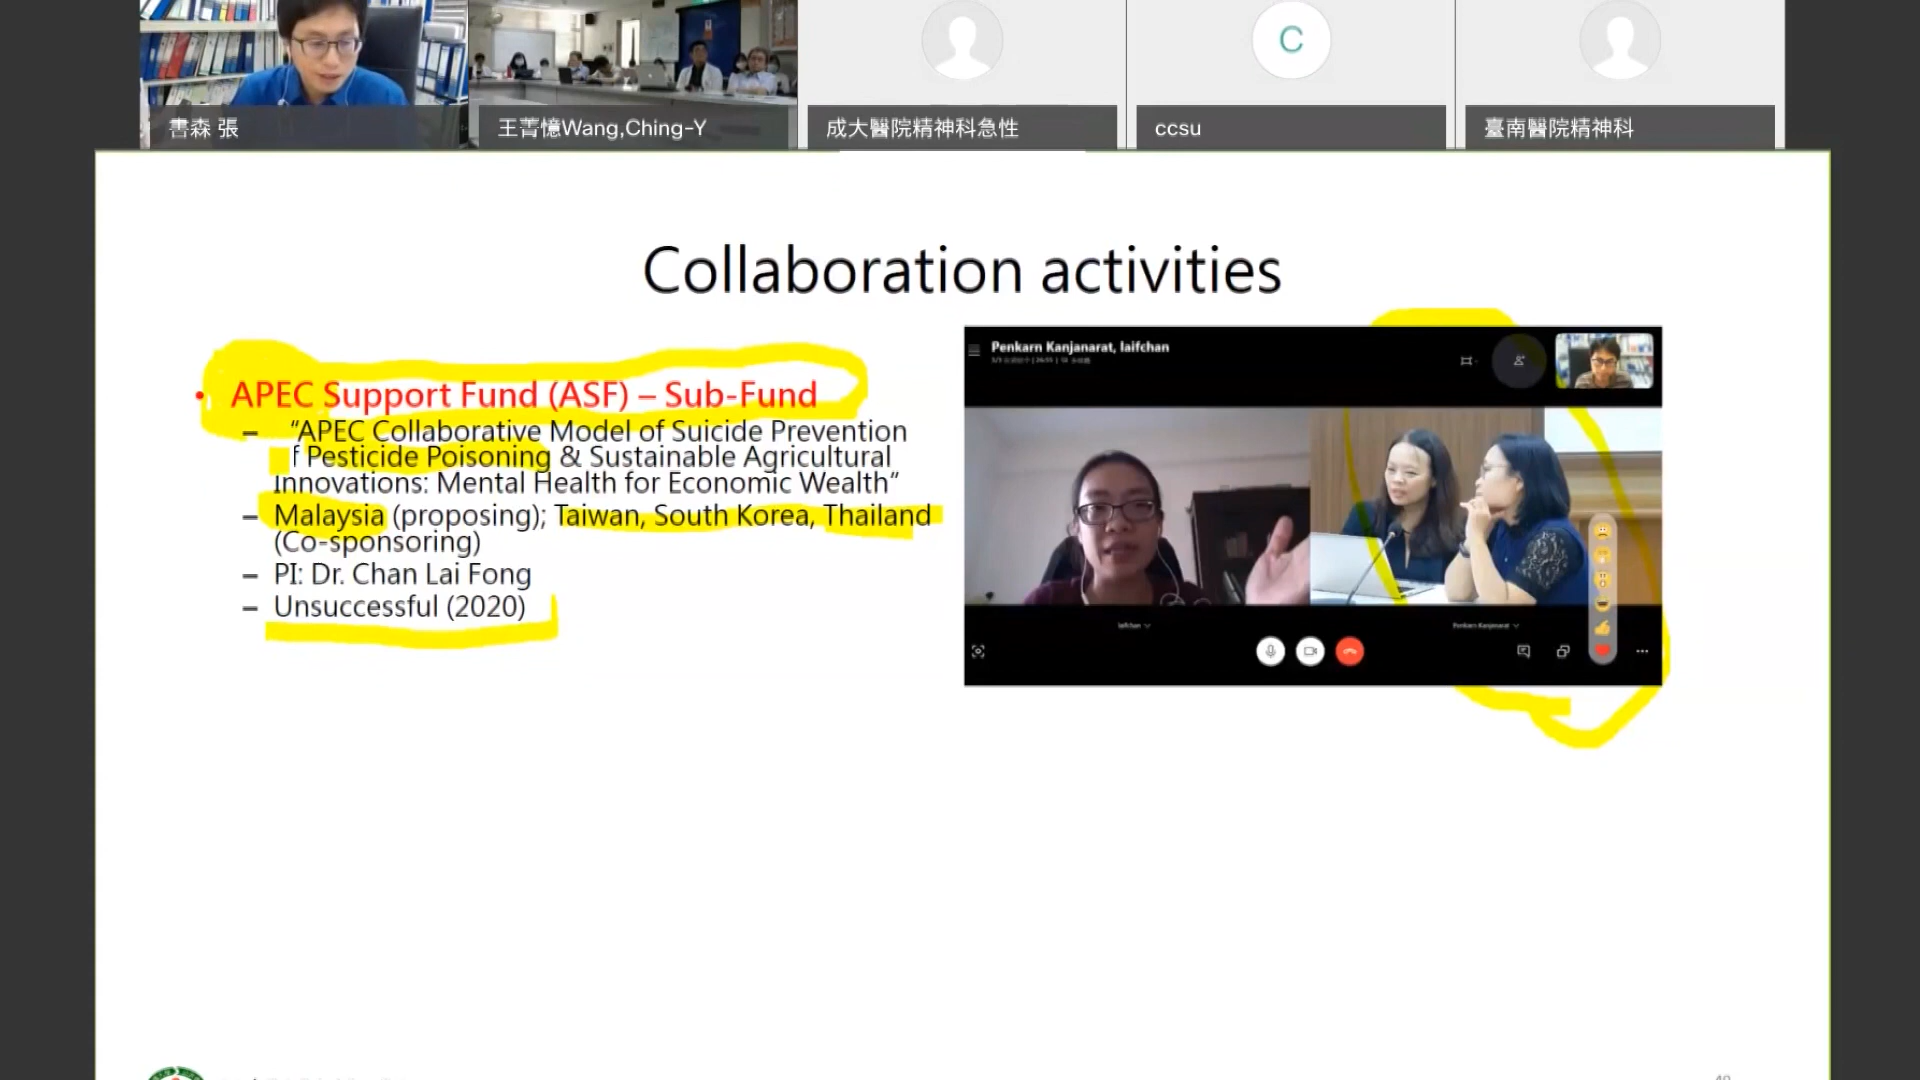 書森 張
王菁憶Wang,Ching-Y
成大醫院精神科急性
C
ccsu
臺南醫院精神科
Collaboration activities
• APEC Support Fund (ASF) – Sub-Fund
– “APEC Collaborative Model of Suicide Prevention
f Pesticide Poisoning & Sustainable Agricultural
Innovations: Mental Health for Economic Wealth”
– Malaysia (proposing); Taiwan, South Korea, Thailand
(Co-sponsoring)
– PI: Dr. Chan Lai Fong
– Unsuccessful (2020)
Penkarn Kanjanarat, laifchan
laifchan
Penkarn Kanjanarat